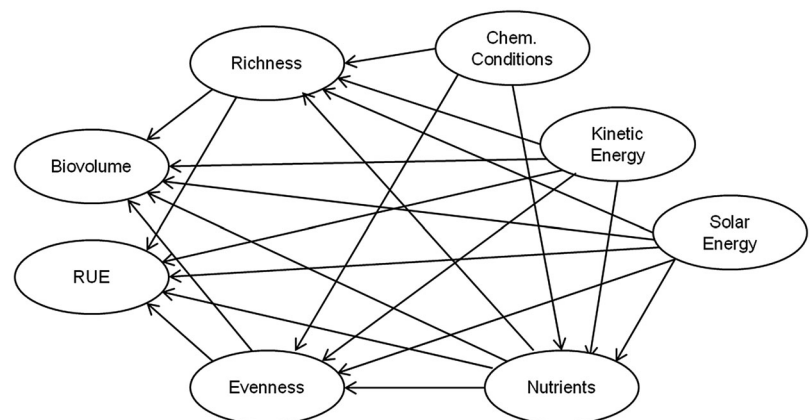 Chem.
Conditions
Richness
Kinetic
Energy
Biovolume
Solar
Energy
RUE
Evenness
Nutrients